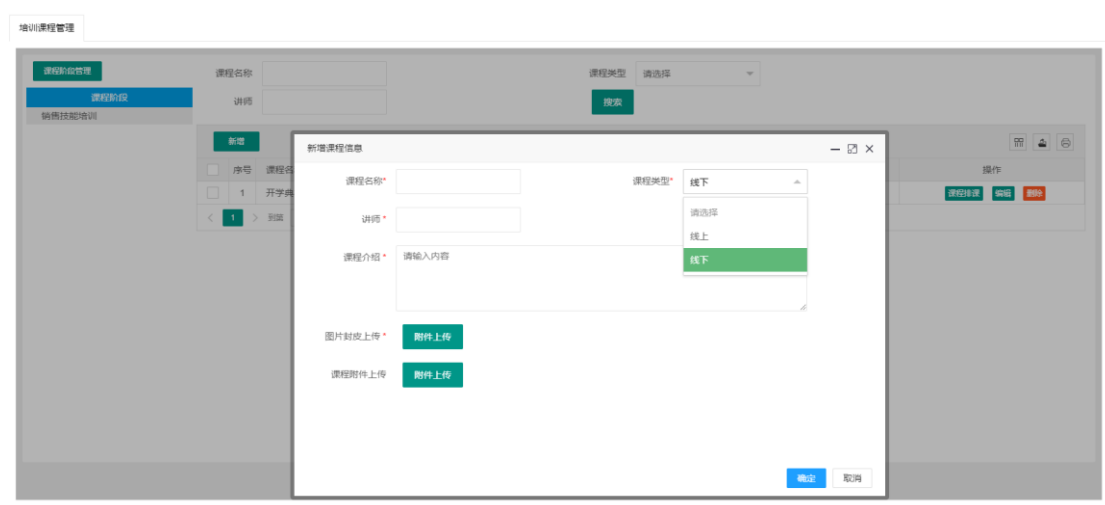 培训课程管理
课程阶段管理
课程名称
课程类型 请选择
课程阶段
讲师
搜索
销售技能培训
新增
序号 课程名
操作
1 开学典
课程排课 编辑 删除
< 1 > 到第
新增课程信息
课程名称*
课程类型* 线下
请选择
线上
线下
讲师 *
课程介绍 * 请输入内容
图片封皮上传 * 附件上传
课程附件上传 附件上传
确定 取消